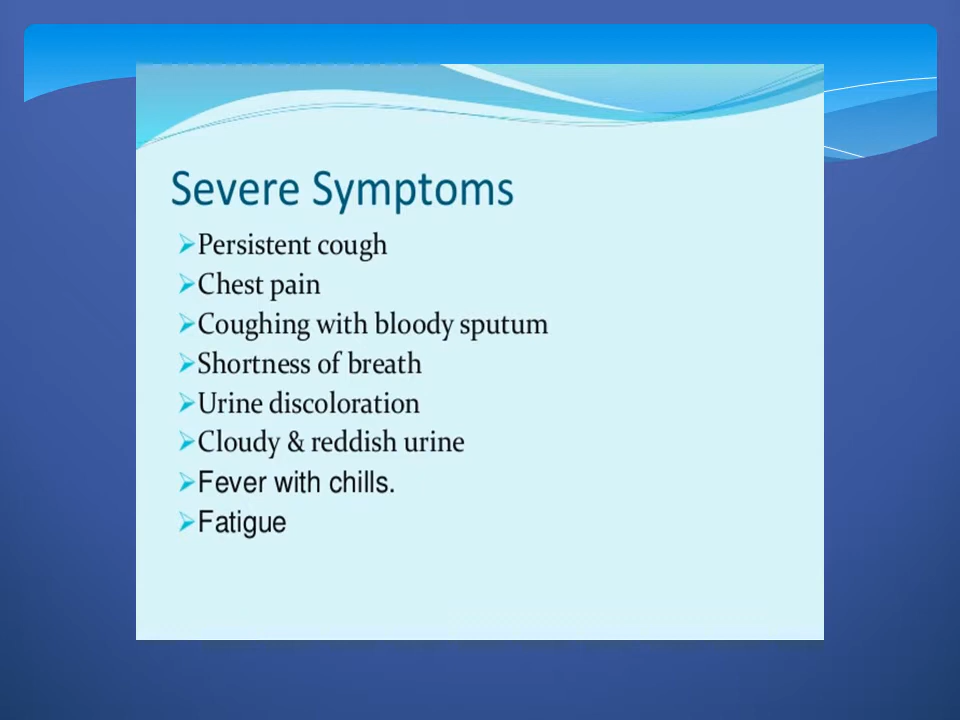 Severe Symptoms
Persistent cough
Chest pain
Coughing with bloody sputum
Shortness of breath
Urine discoloration
Cloudy & reddish urine
Fever with chills.
Fatigue